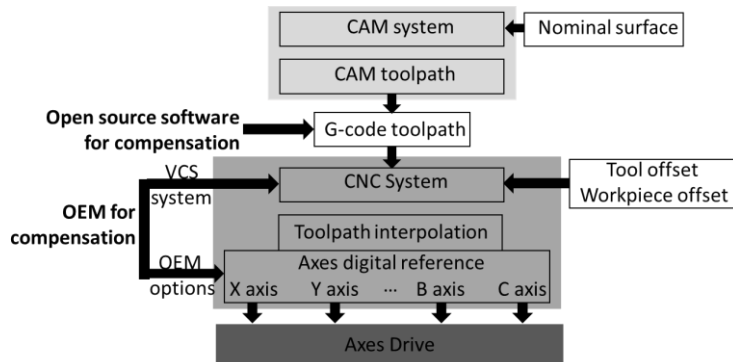 CAM system
Nominal surface
CAM toolpath
Open source software
for compensation
G-code toolpath
VCS
system
CNC System
Tool offset
Workpiece offset
OEM for
compensation
Toolpath interpolation
OEM
options
Axes digital reference
X axis Y axis ... B axis C axis
Axes Drive